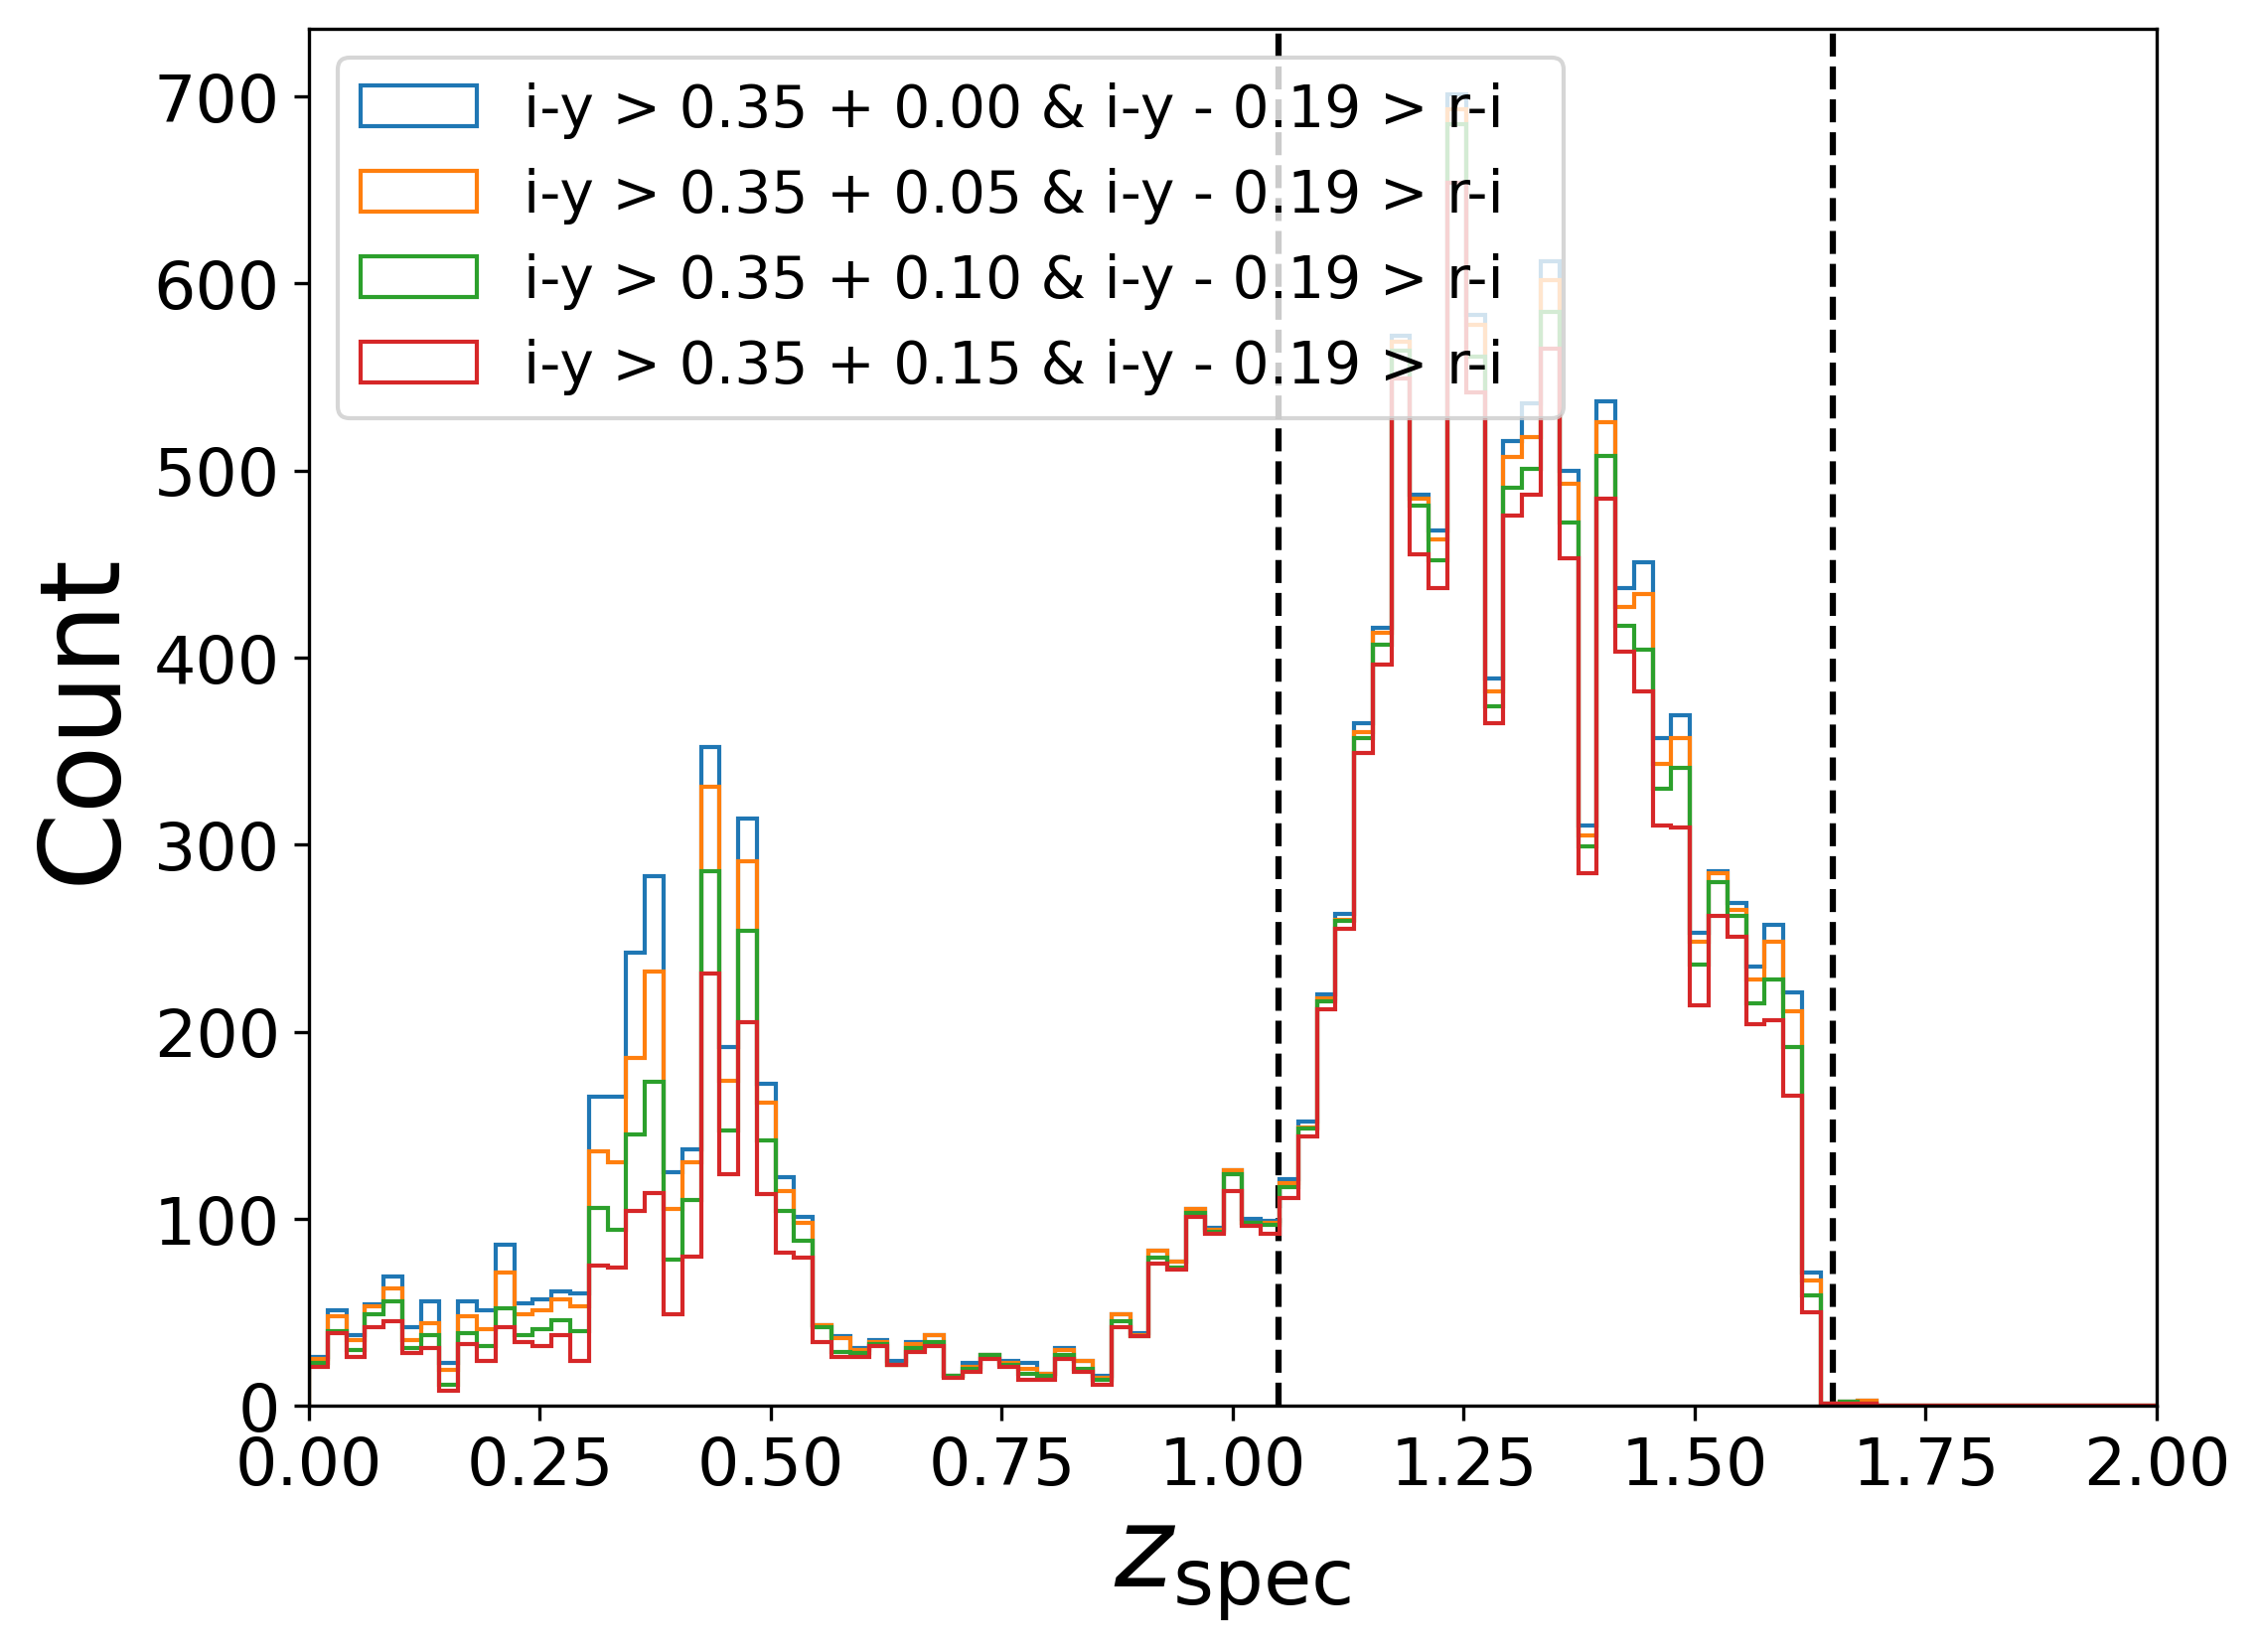 i-y > 0.35 + 0.00 & i-y - 0.19 > r-i
i-y > 0.35 + 0.05 & i-y - 0.19 > r-i
i-y > 0.35 + 0.10 & i-y - 0.19 > r-i
i-y > 0.35 + 0.15 & i-y - 0.19 > r-i
Count
700
600
500
400
300
200
100
0
0.00 0.25 0.50 0.75 1.00 1.25 1.50 1.75 2.00
zspec